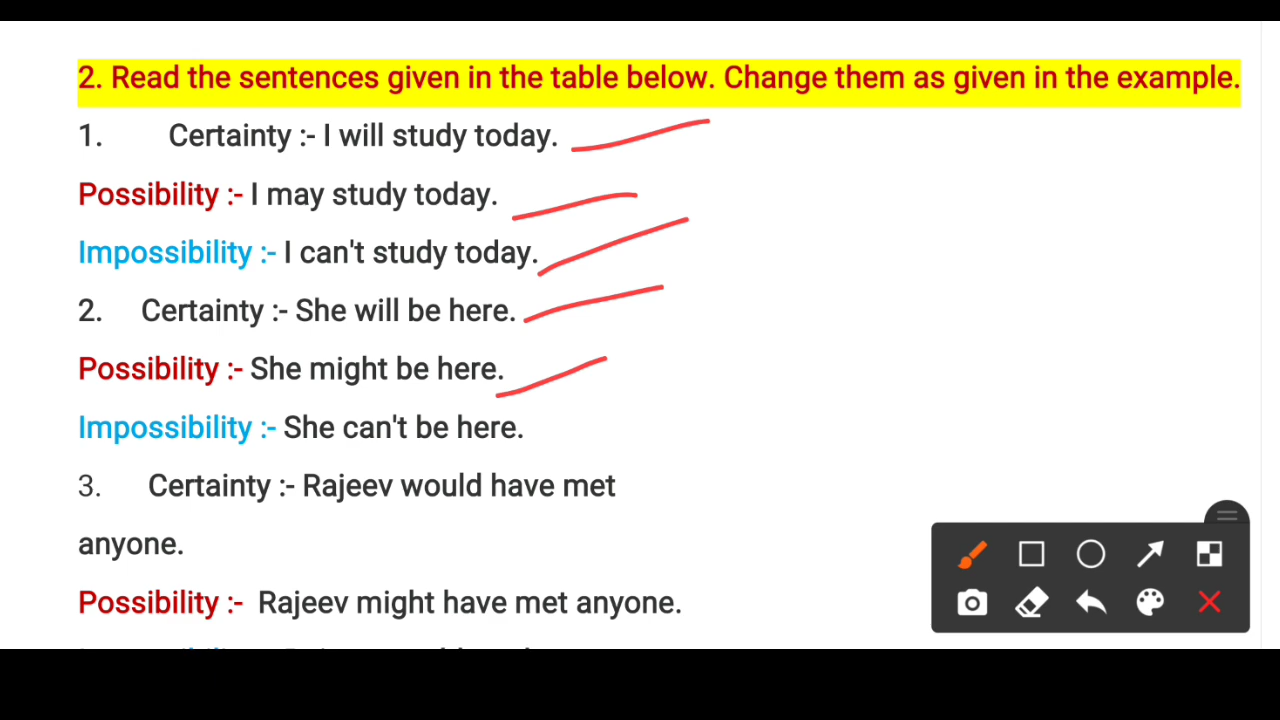 2. Read the sentences given in the table below. Change them as given in the example.
1. Certainty :- I will study today.
Possibility :- I may study today.
Impossibility :- I can't study today.
2. Certainty :- She will be here.
Possibility :- She might be here.
Impossibility :- She can't be here.
3. Certainty :- Rajeev would have met
anyone.
Possibility :- Rajeev might have met anyone.